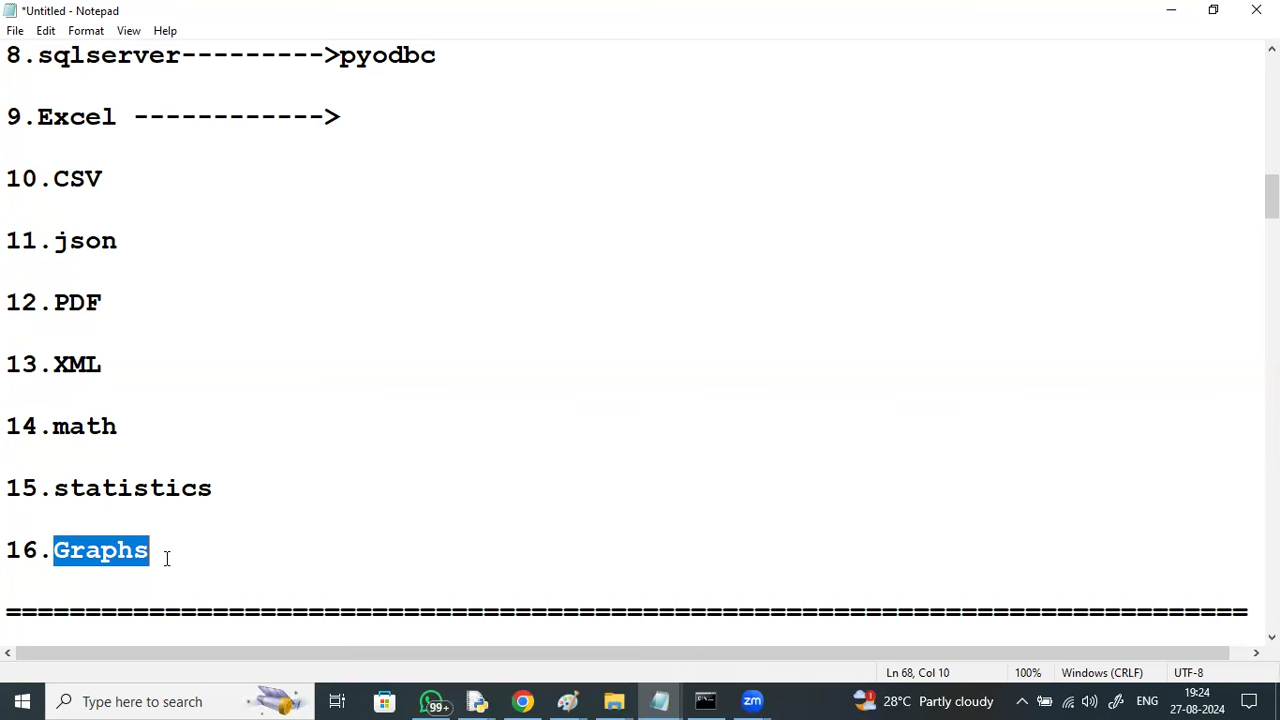 *Untitled - Notepad
File Edit Format View Help
8.sqlserver--------->pyodbc
9.Excel ------------>
10.CSV
11.json
12.PDF
13.XML
14.math
15.statistics
16.Graphs
==============================================================================
Ln 68, Col 10 100% Windows (CRLF) UTF-8
Type here to search 99+ zm 1 28°C Partly cloudy ENG 19:24
27-08-2024